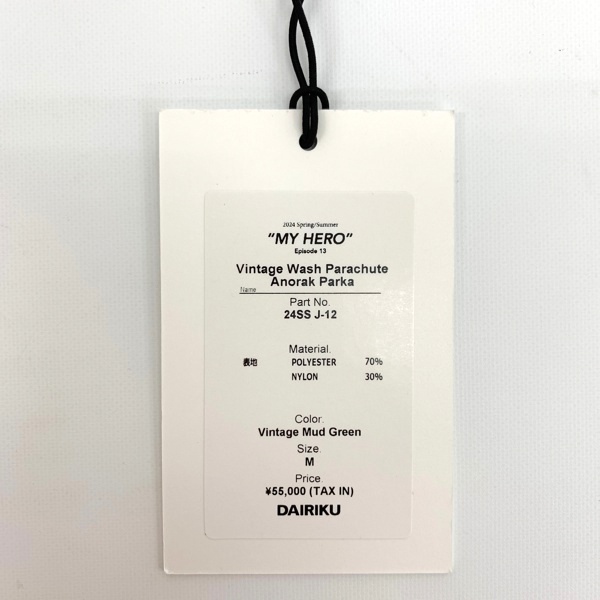 2024 Spring/Summer
“MY HERO”
Episode 13
Vintage Wash Parachute
Anorak Parka
Name
Part No.
24SS J-12
Material.
表地 POLYESTER 70%
NYLON 30%
Color.
Vintage Mud Green
Size.
M
Price.
¥55,000 (TAX IN)
DAIRIKU